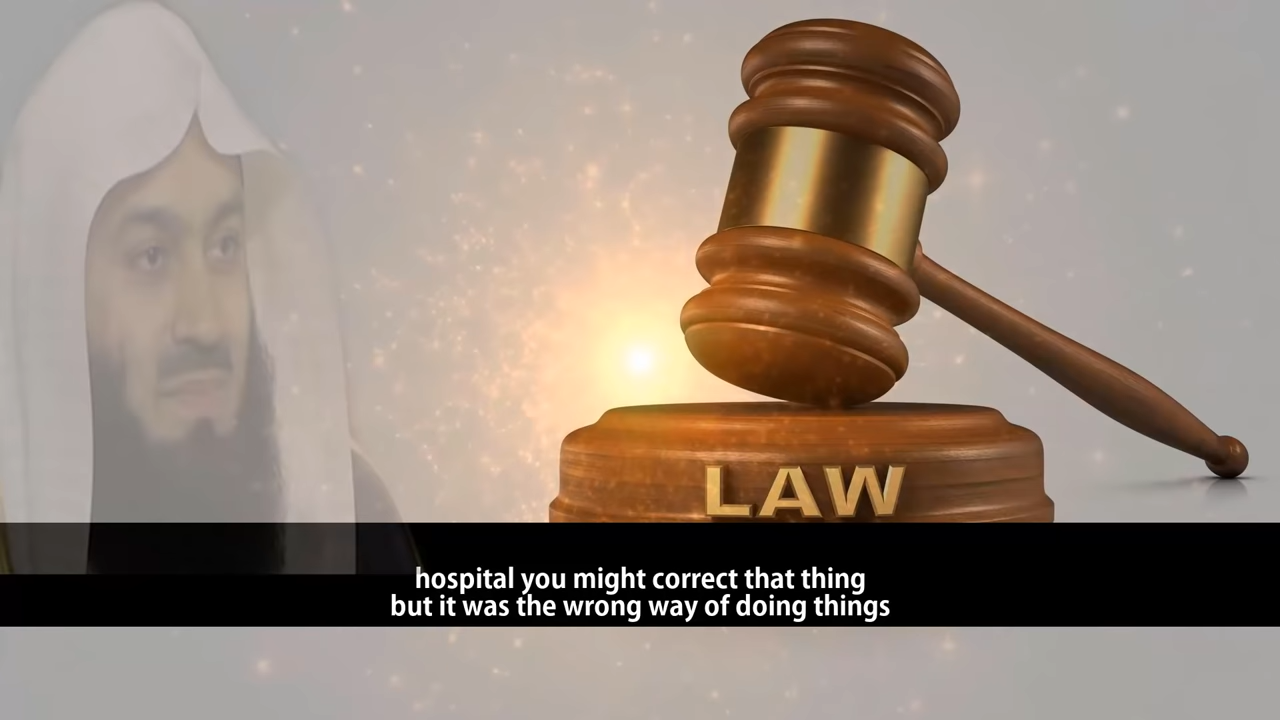 LAW
hospital you might correct that thing
but it was the wrong way of doing things